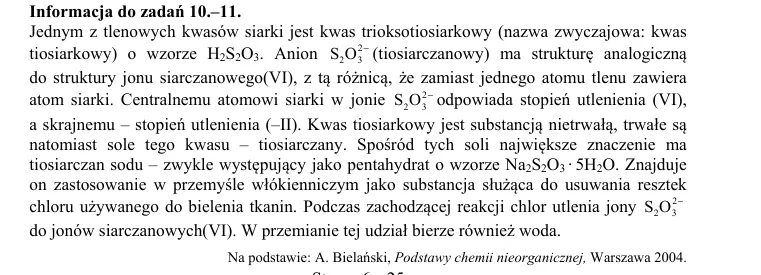 Informacja do zadań 10.–11.
Jednym z tlenowych kwasów siarki jest kwas trioksotiosiarkowy (nazwa zwyczajowa: kwas
tiosiarkowy) o wzorze H₂S₂O₃. Anion S₂O₃²⁻ (tiosiarczanowy) ma strukturę analogiczną
do struktury jonu siarczanowego(VI), z tą różnicą, że zamiast jednego atomu tlenu zawiera
atom siarki. Centralnemu atomowi siarki w jonie S₂O₃²⁻ odpowiada stopień utlenienia (VI),
a skrajnemu – stopień utlenienia (–II). Kwas tiosiarkowy jest substancją nietrwałą, trwałe są
natomiast sole tego kwasu – tiosiarczany. Spośród tych soli największe znaczenie ma
tiosiarczan sodu – zwykle występujący jako pentahydrat o wzorze Na₂S₂O₃ · 5H₂O. Znajduje
on zastosowanie w przemyśle włókienniczym jako substancja służąca do usuwania resztek
chloru używanego do bielenia tkanin. Podczas zachodzącej reakcji chlor utlenia jony S₂O₃²⁻
do jonów siarczanowych(VI). W przemianie tej udział bierze również woda.
Na podstawie: A. Bielański, Podstawy chemii nieorganicznej, Warszawa 2004.